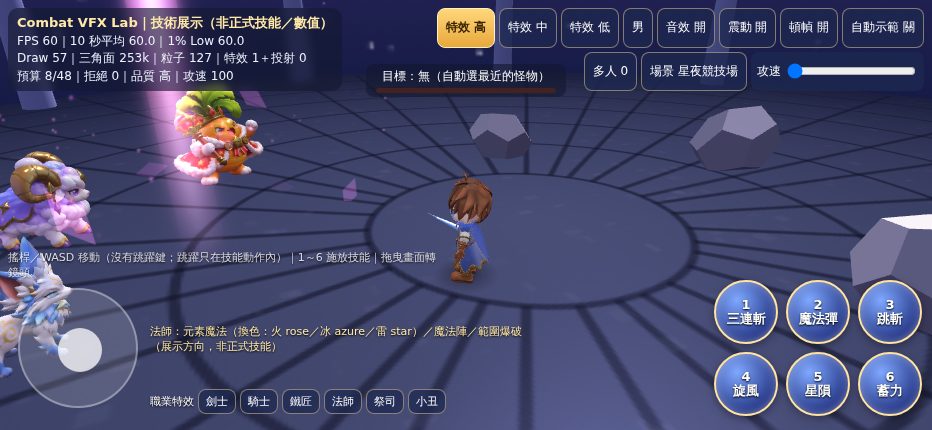 Combat VFX Lab｜技術展示（非正式技能／數值）
FPS 60｜10 秒平均 60.0｜1% Low 60.0
Draw 57｜三角面 253k｜粒子 127｜特效 1＋投射 0
預算 8/48｜拒絕 0｜品質 高｜攻速 100
特效 高
特效 中
特效 低
男
音效 開
震動 開
頓幀 開
自動示範 關
多人 0
場景 星夜競技場
攻速
目標：無（自動選最近的怪物）
搖桿／WASD 移動（沒有跳躍鍵；跳躍只在技能動作內）｜1～6 施放技能｜拖曳畫面轉
鏡頭
法師：元素魔法（換色：火 rose／冰 azure／雷 star）／魔法陣／範圍爆破
（展示方向，非正式技能）
職業特效
劍士
騎士
鐵匠
法師
祭司
小丑
1
三連斬
2
魔法彈
3
跳斬
4
旋風
5
星隕
6
蓄力